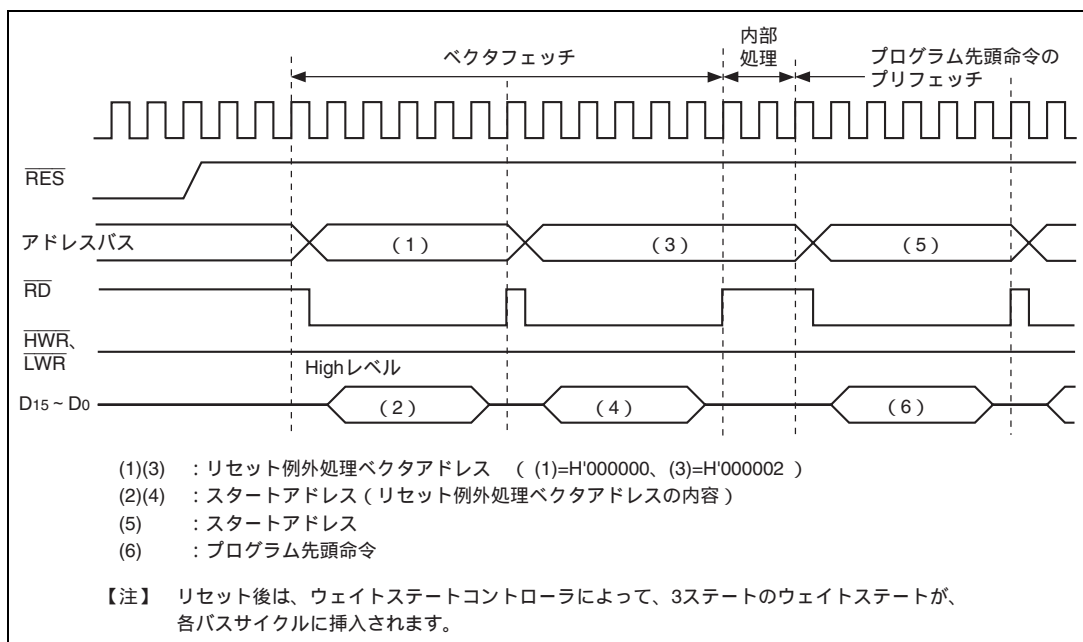 ベクタフェッチ
内部
処理
プログラム先頭命令の
プリフェッチ
RES
アドレスバス
(1)
(3)
(5)
RD
HWR、
LWR
Highレベル
D15～D0
(2)
(4)
(6)
(1)(3) ：リセット例外処理ベクタアドレス ( (1)=H'000000、(3)=H'000002 )
(2)(4) ：スタートアドレス(リセット例外処理ベクタアドレスの内容)
(5) ：スタートアドレス
(6) ：プログラム先頭命令
【注】 リセット後は、ウェイトステートコントローラによって、3ステートのウェイトステートが、
各バスサイクルに挿入されます。